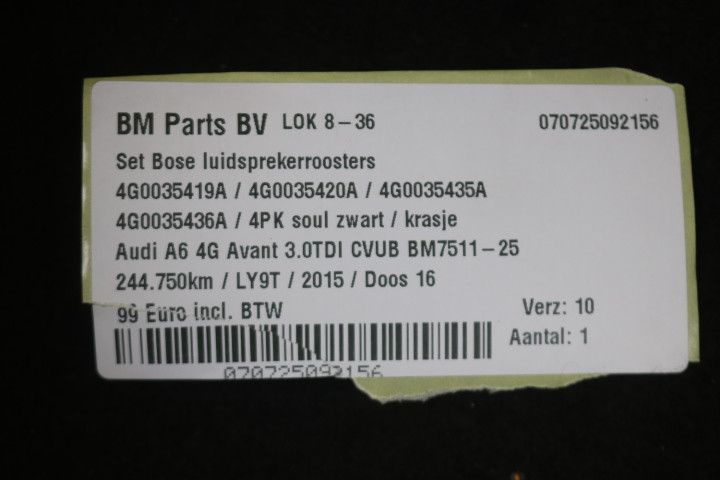 BM Parts BV LOK 8-36 070725092156
Set Bose luidsprekerroosters
4G0035419A / 4G0035420A / 4G0035435A
4G0035436A / 4PK soul zwart / krasje
Audi A6 4G Avant 3.0TDI CVUB BM7511-25
244.750km / LY9T / 2015 / Doos 16
99 Euro incl. BTW Verz: 10
Aantal: 1
070725092156